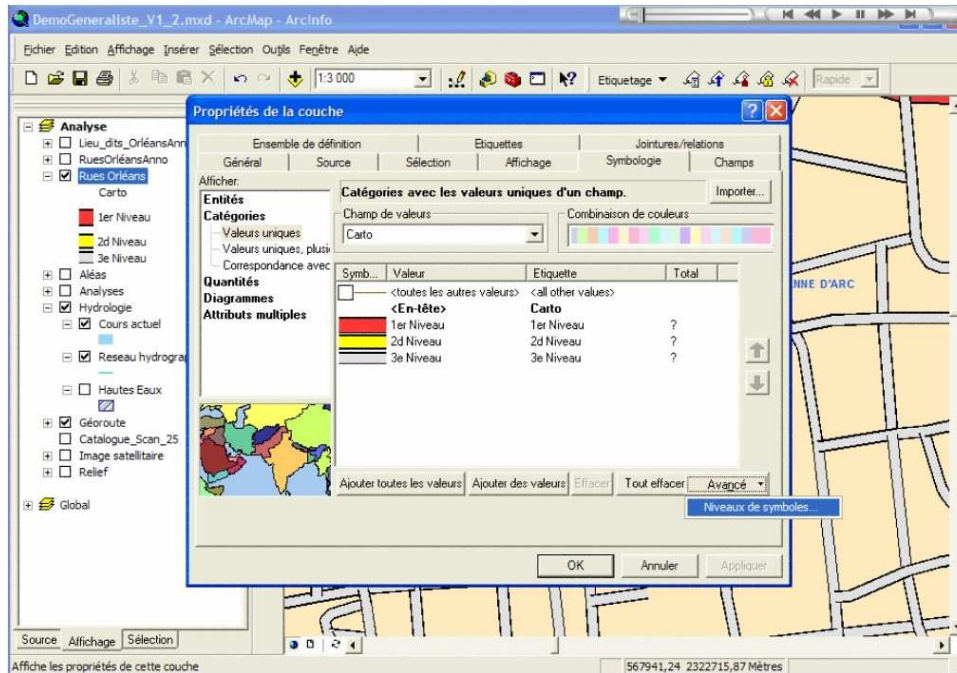 DemoGeneraliste_V1_2.mxd - ArcMap - ArcInfo
Fichier Edition Affichage Insérer Sélection Outils Fenêtre Aide
1:3 000
Etiquetage
Rapide
Propriétés de la couche
Ensemble de définition Etiquettes Jointures/relations
Général Source Sélection Affichage Symbologie Champs
Afficher:
Entités
Catégories
Valeurs uniques
Valeurs uniques, plusi
Correspondance avec
Quantités
Diagrammes
Attributs multiples
Catégories avec les valeurs uniques d'un champ.
Importer...
Champ de valeurs
Carto
Combinaison de couleurs
Symb... Valeur Etiquette Total
<toutes les autres valeurs> <all other values>
<En-tête> Carto
1er Niveau 1er Niveau ?
2d Niveau 2d Niveau ?
3e Niveau 3e Niveau ?
Ajouter toutes les valeurs Ajouter des valeurs Effacer Tout effacer Avancé
Niveaux de symboles...
OK Annuler Appliquer
Analyse
Lieu_dits_OrléansAnn
RuesOrléansAnno
Rues Orléans
Carto
1er Niveau
2d Niveau
3e Niveau
Aléas
Analyses
Hydrologie
Cours actuel
Reseau hydrogra
Hautes Eaux
Géoroute
Catalogue_Scan_25
Image satellitaire
Relief
Global
NNE D'ARC
Source Affichage Sélection
Affiche les propriétés de cette couche
567941,24 2322715,87 Mètres